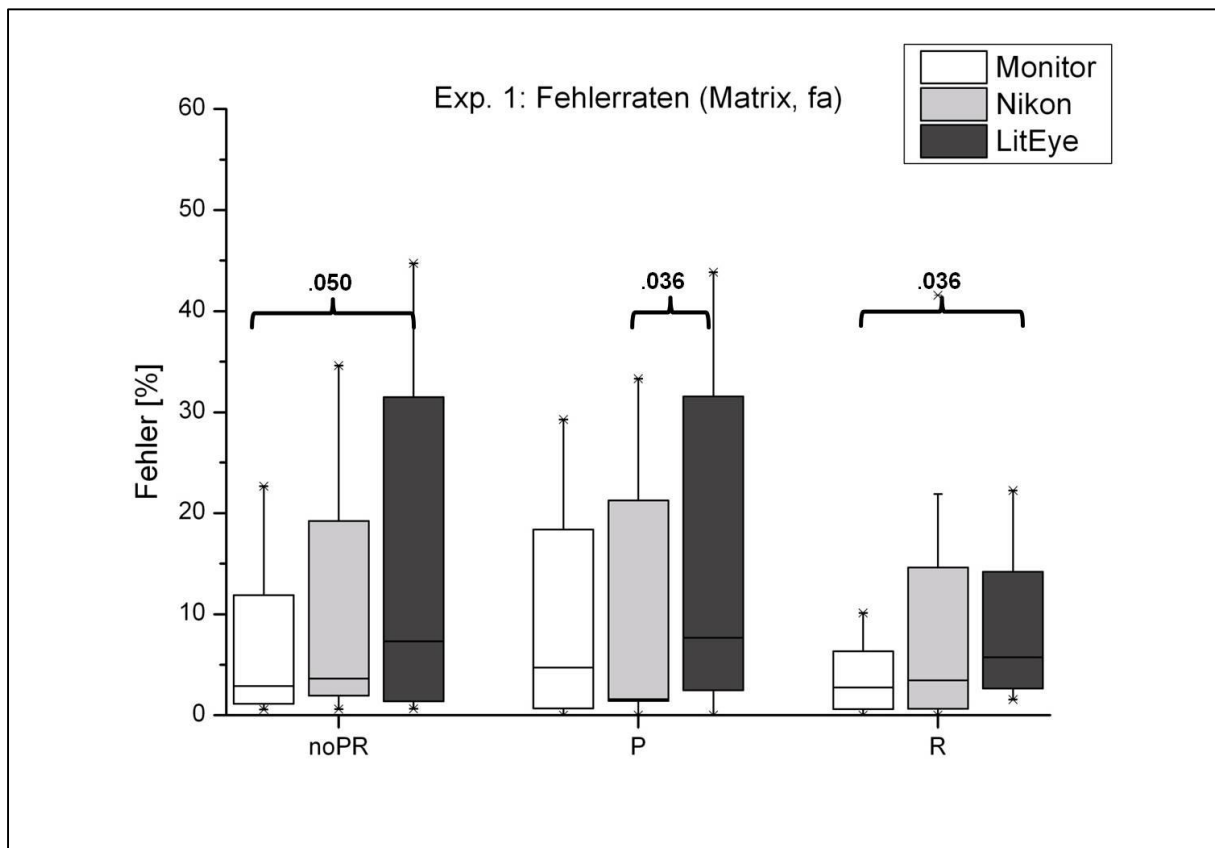 Monitor
Nikon
LitEye
Exp. 1: Fehlerraten (Matrix, fa)
Fehler [%]
60
50
40
30
20
10
0
.050
.036
.036
noPR
P
R